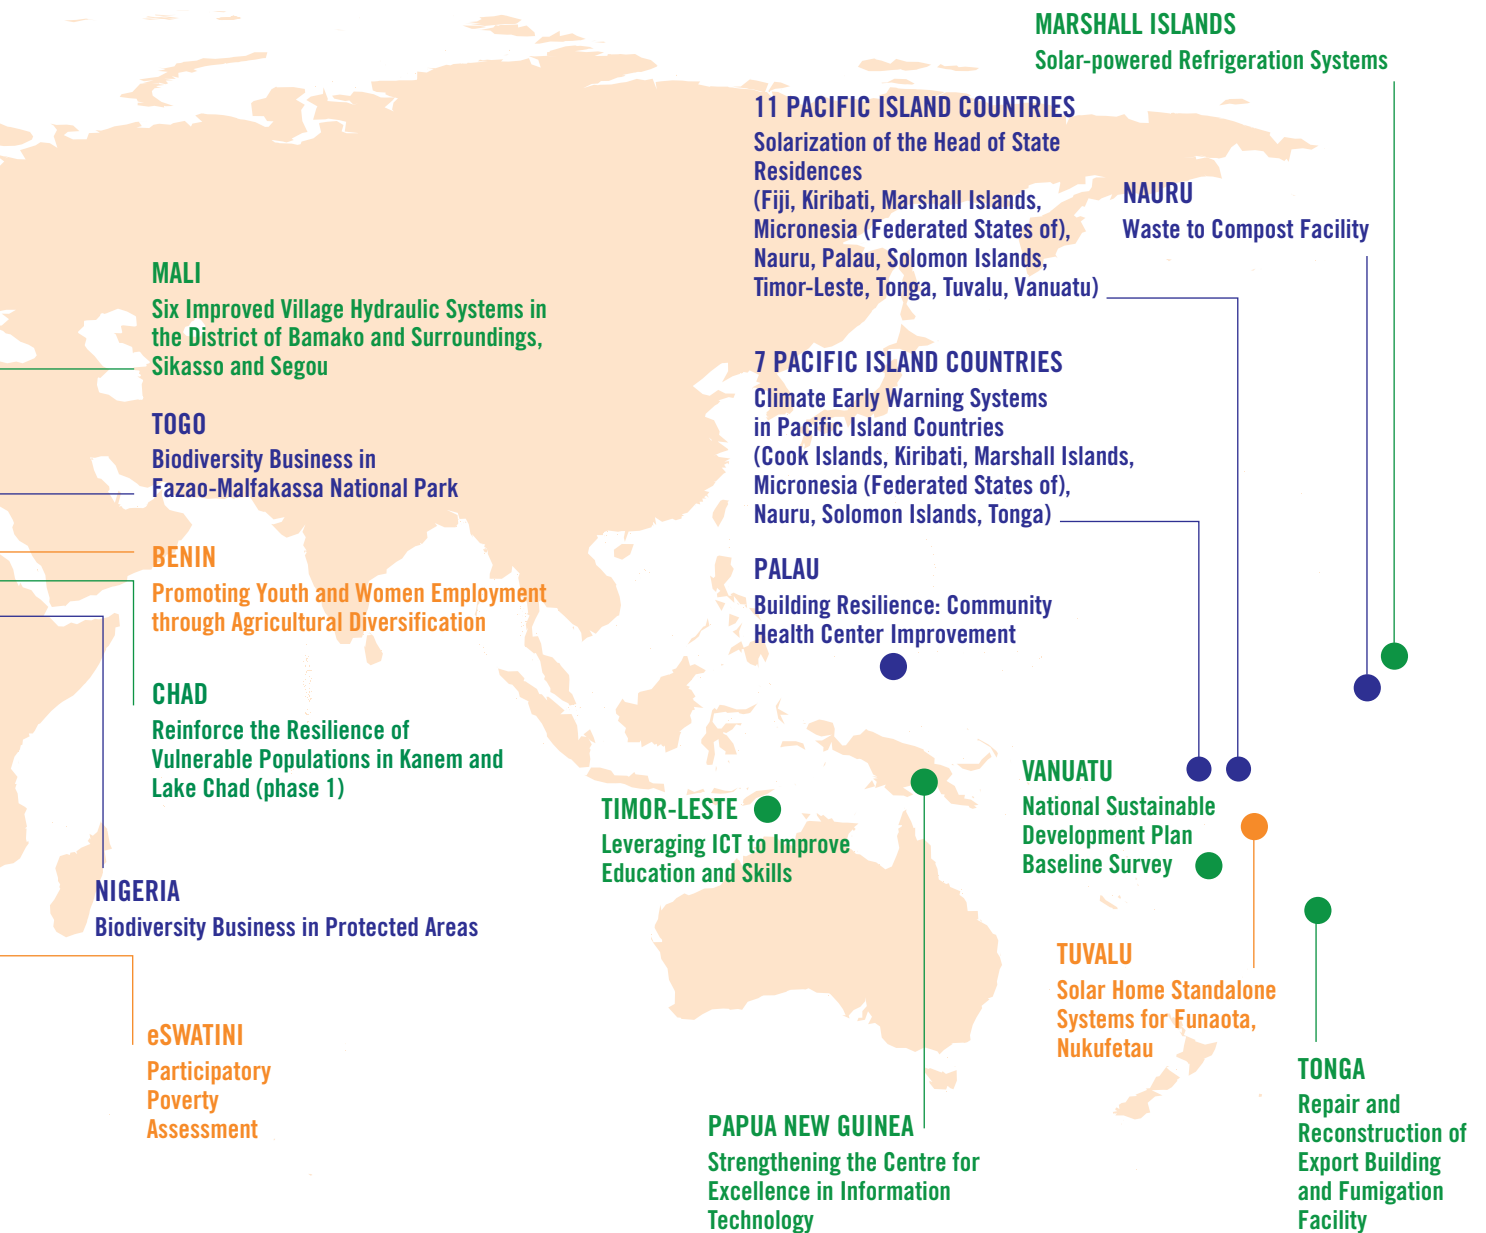 MARSHALL ISLANDS
Solar-powered Refrigeration Systems
11 PACIFIC ISLAND COUNTRIES
Solarization of the Head of State
Residences
(Fiji, Kiribati, Marshall Islands,
Micronesia (Federated States of),
Nauru, Palau, Solomon Islands,
Timor-Leste, Tonga, Tuvalu, Vanuatu)
NAURU
Waste to Compost Facility
MALI
Six Improved Village Hydraulic Systems in
the District of Bamako and Surroundings,
Sikasso and Segou
7 PACIFIC ISLAND COUNTRIES
Climate Early Warning Systems
in Pacific Island Countries
(Cook Islands, Kiribati, Marshall Islands,
Micronesia (Federated States of),
Nauru, Solomon Islands, Tonga)
TOGO
Biodiversity Business in
Fazao-Malfakassa National Park
BENIN
Promoting Youth and Women Employment
through Agricultural Diversification
PALAU
Building Resilience: Community
Health Center Improvement
CHAD
Reinforce the Resilience of
Vulnerable Populations in Kanem and
Lake Chad (phase 1)
TIMOR-LESTE
Leveraging ICT to Improve
Education and Skills
VANUATU
National Sustainable
Development Plan
Baseline Survey
NIGERIA
Biodiversity Business in Protected Areas
TUVALU
Solar Home Standalone
Systems for Funaota,
Nukufetau
eSWATINI
Participatory
Poverty
Assessment
PAPUA NEW GUINEA
Strengthening the Centre for
Excellence in Information
Technology
TONGA
Repair and
Reconstruction of
Export Building
and Fumigation
Facility